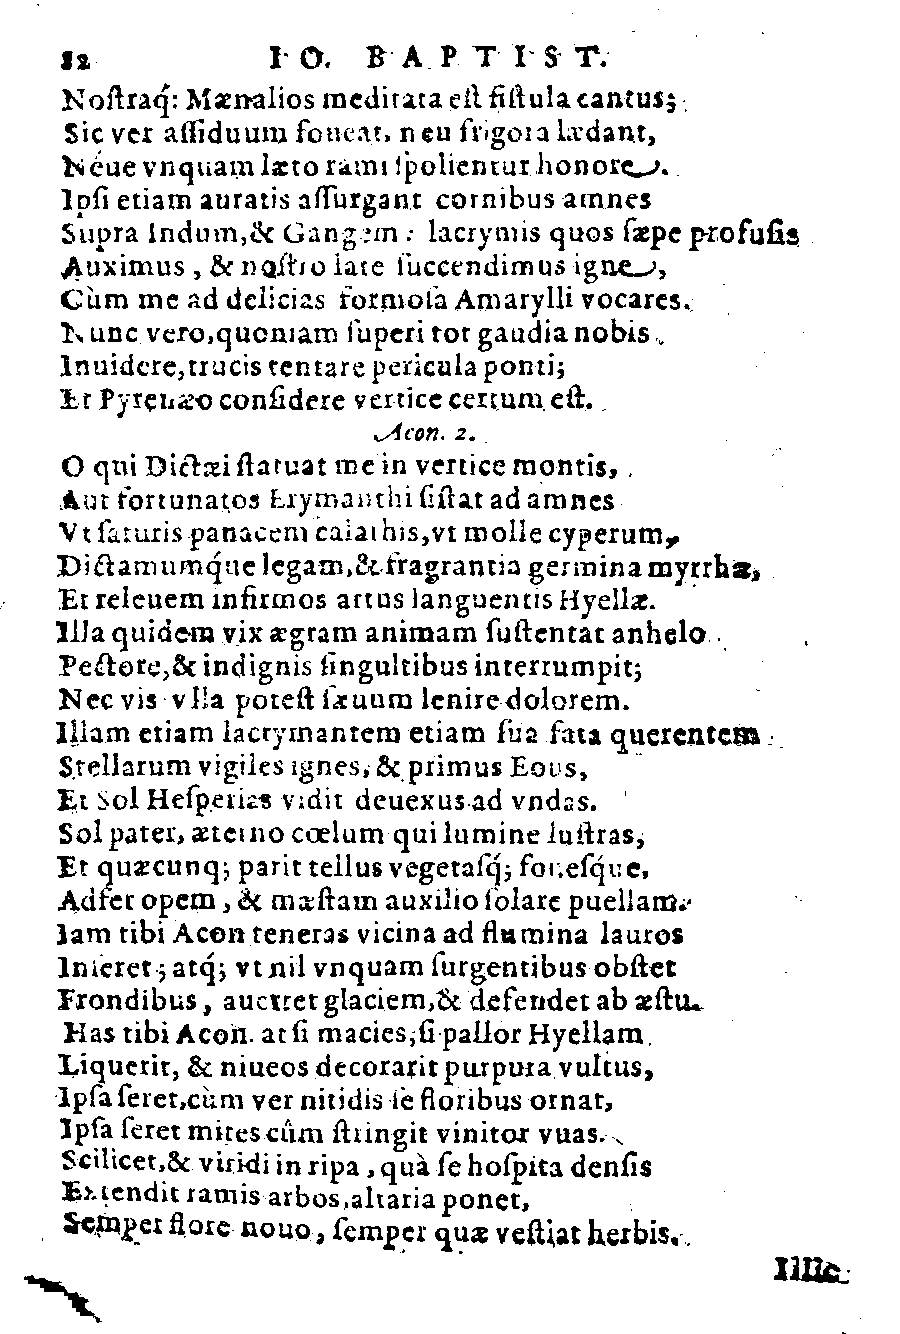 12 IO. BAPTIST.
Noſtraq́: Mænalios meditata eſt fiſtula cantus;
Sic ver aſſiduum foueat, neu frigora lædant,
Néue vnquam læto rami ſpolientur honore.
Ipſi etiam auratis aſſurgant cornibus amnes
Supra Indum, & Gangem: lacrymis quos ſæpe profuſis
Auximus, & noſtro late ſuccendimus igne,
Cùm me ad delicias formoſa Amarylli vocares.
Nunc vero, quoniam ſuperi tot gaudia nobis
Inuidere, trucis tentare pericula ponti;
Et Pyrenæo conſidere vertice certum eſt.
Acon. 2.
O qui Dictæi ſtatuat me in vertice montis,
Aut fortunatos Erymanthi ſiſtat ad amnes
Vt ſaturis panacem calathis, vt molle cyperum,
Dictamumq́ue legam, & fragrantia germina myrrhæ,
Et releuem infirmos artus languentis Hyellæ.
Illa quidem vix ægram animam ſuſtentat anhelo
Pectore, & indignis ſingultibus interrumpit;
Nec vis vlla poteſt ſæuum lenire dolorem.
Illam etiam lacrymantem etiam ſua fata querentem
Stellarum vigiles ignes, & primus Eous,
Et Sol Heſperias vidit deuexus ad vndas.
Sol pater, æterno cœlum qui lumine luſtras,
Et quæcunq; parit tellus vegetaſq́; foueſq́ue,
Adfer opem, & mæſtam auxilio ſolare puellam.
Iam tibi Acon teneras vicina ad flumina lauros
Inſeret; atq́; vt nil vnquam ſurgentibus obſtet
Frondibus, auertet glaciem, & defendet ab æſtu.
Has tibi Acon. at ſi macies, ſi pallor Hyellam
Liquerit, & niueos decorarit purpura vultus,
Ipſa ſeret, cùm ver nitidis ſe floribus ornat,
Ipſa ſeret mites cûm ſtringit vinitor vuas.
Scilicet, & viridi in ripa, quà ſe hoſpita denſis
Extendit ramis arbos, altaria ponet,
Semper flore nouo, ſemper quæ veſtiat herbis.
Illic